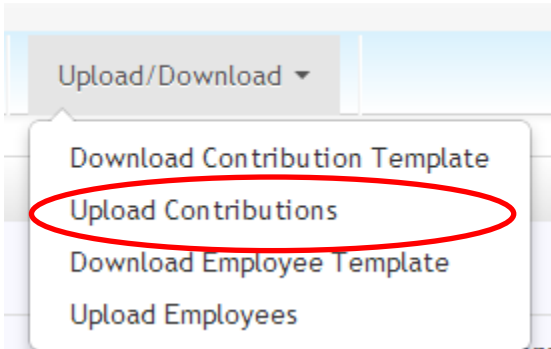 Upload/Download
Download Contribution Template
Upload Contributions
Download Employee Template
Upload Employees